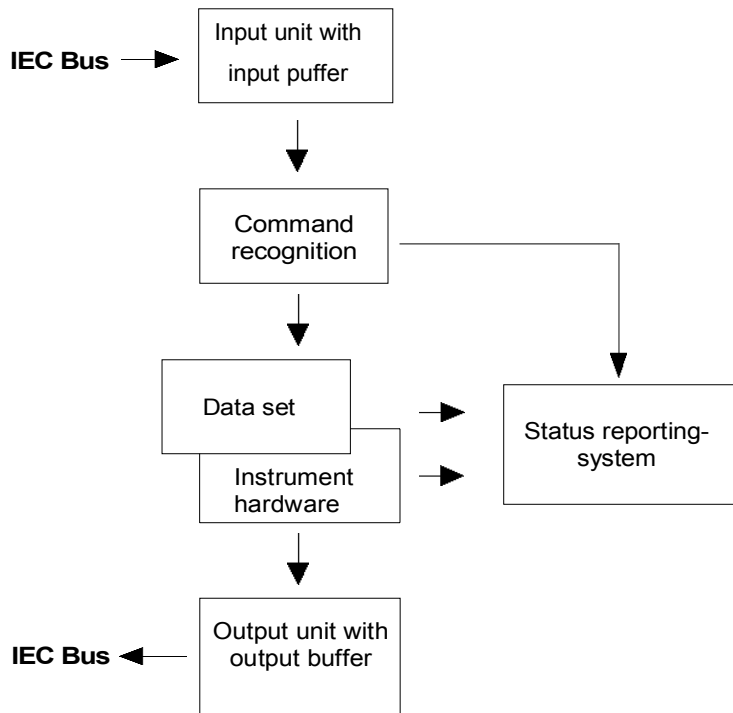 Input unit with
IEC Bus
input puffer
Command
recognition
Data set
Status reporting-
system
Instrument
hardware
Output unit with
output buffer
IEC Bus